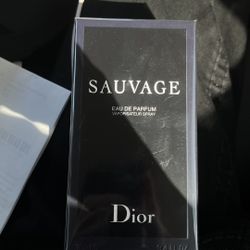 SAUVAGE
EAU DE PARFUM
VAPORISATEUR SPRAY
Dior